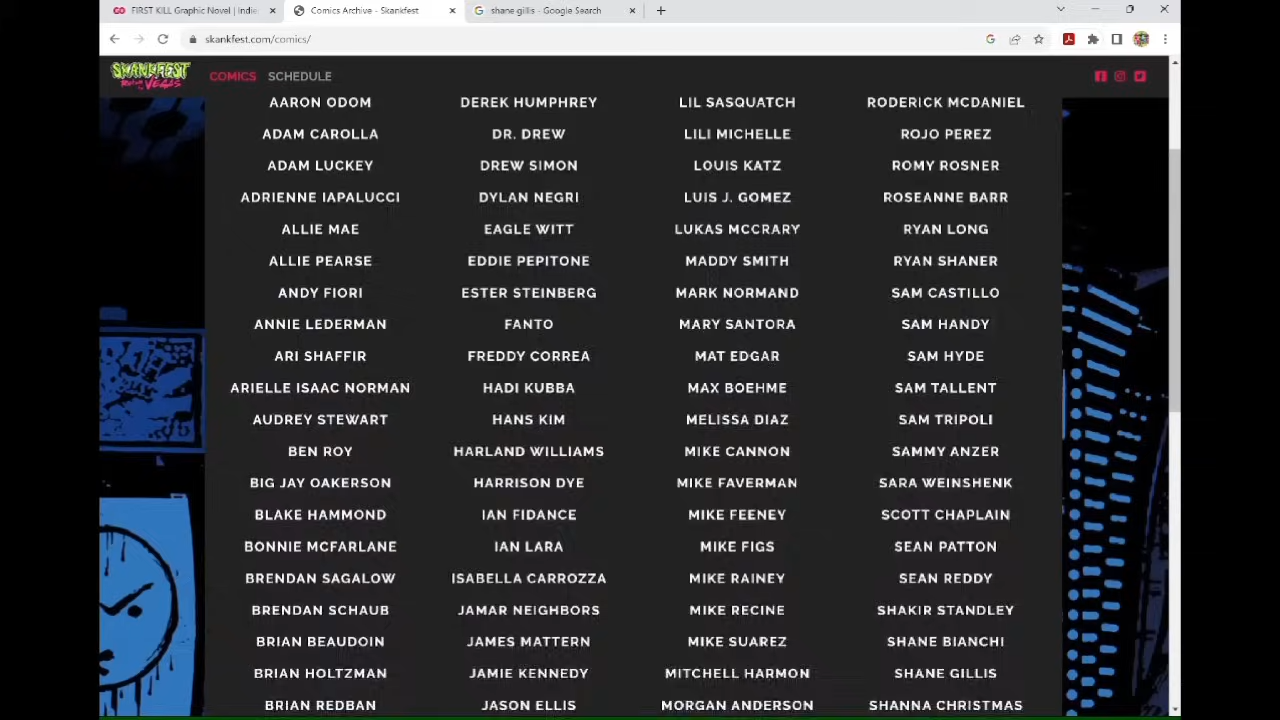 FIRST KILL Graphic Novel | Indie
Comics Archive - Skankfest
shane gillis - Google Search
skankfest.com/comics/
SKANKFEST
VEGAS
COMICS
SCHEDULE
AARON ODOM DEREK HUMPHREY LIL SASQUATCH RODERICK MCDANIEL
ADAM CAROLLA DR. DREW LILI MICHELLE ROJO PEREZ
ADAM LUCKEY DREW SIMON LOUIS KATZ ROMY ROSNER
ADRIENNE IAPALUCCI DYLAN NEGRI LUIS J. GOMEZ ROSEANNE BARR
ALLIE MAE EAGLE WITT LUKAS MCCRARY RYAN LONG
ALLIE PEARSE EDDIE PEPITONE MADDY SMITH RYAN SHANER
ANDY FIORI ESTER STEINBERG MARK NORMAND SAM CASTILLO
ANNIE LEDERMAN FANTO MARY SANTORA SAM HANDY
ARI SHAFFIR FREDDY CORREA MAT EDGAR SAM HYDE
ARIELLE ISAAC NORMAN HADI KUBBA MAX BOEHME SAM TALLENT
AUDREY STEWART HANS KIM MELISSA DIAZ SAM TRIPOLI
BEN ROY HARLAND WILLIAMS MIKE CANNON SAMMY ANZER
BIG JAY OAKERSON HARRISON DYE MIKE FAVERMAN SARA WEINSHENK
BLAKE HAMMOND IAN FIDANCE MIKE FEENEY SCOTT CHAPLAIN
BONNIE MCFARLANE IAN LARA MIKE FIGS SEAN PATTON
BRENDAN SAGALOW ISABELLA CARROZZA MIKE RAINEY SEAN REDDY
BRENDAN SCHAUB JAMAR NEIGHBORS MIKE RECINE SHAKIR STANDLEY
BRIAN BEAUDOIN JAMES MATTERN MIKE SUAREZ SHANE BIANCHI
BRIAN HOLTZMAN JAMIE KENNEDY MITCHELL HARMON SHANE GILLIS
BRIAN REDBAN JASON ELLIS MORGAN ANDERSON SHANNA CHRISTMAS